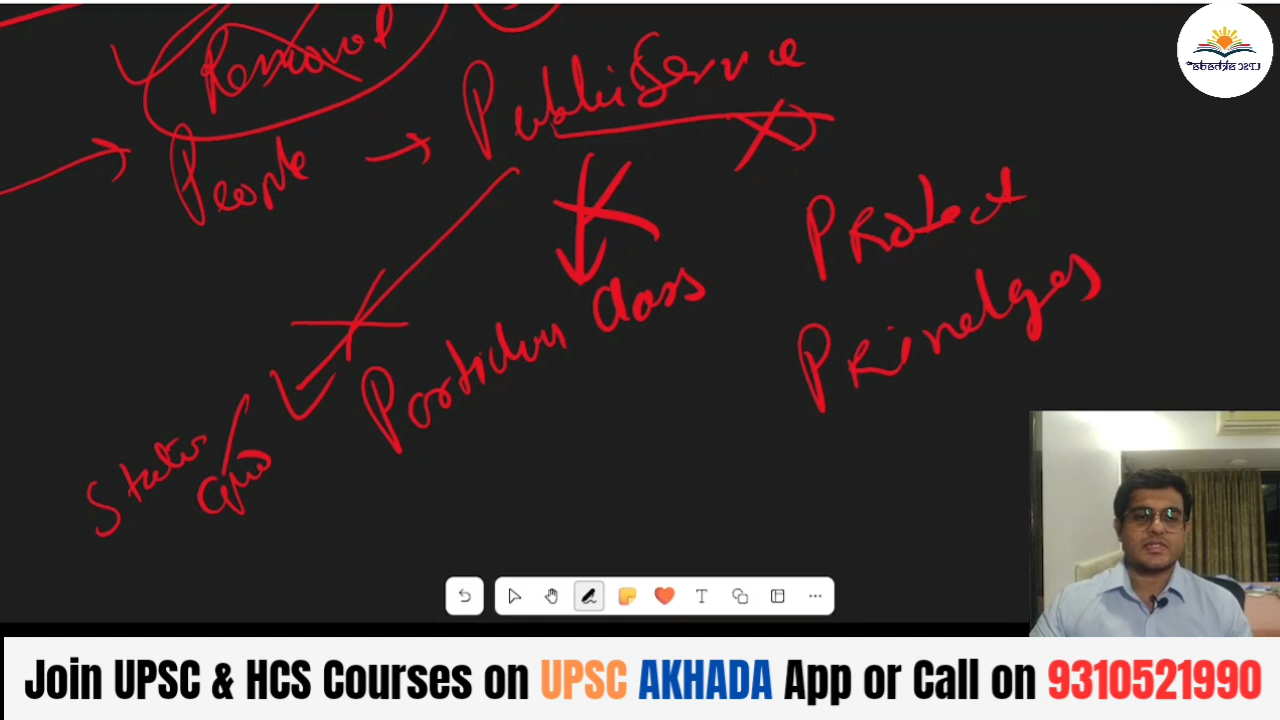 Removal
People → Public Service
Protect
Privelges
Particular Class
Status
Quo
T
Join UPSC & HCS Courses on UPSC AKHADA App or Call on 9310521990